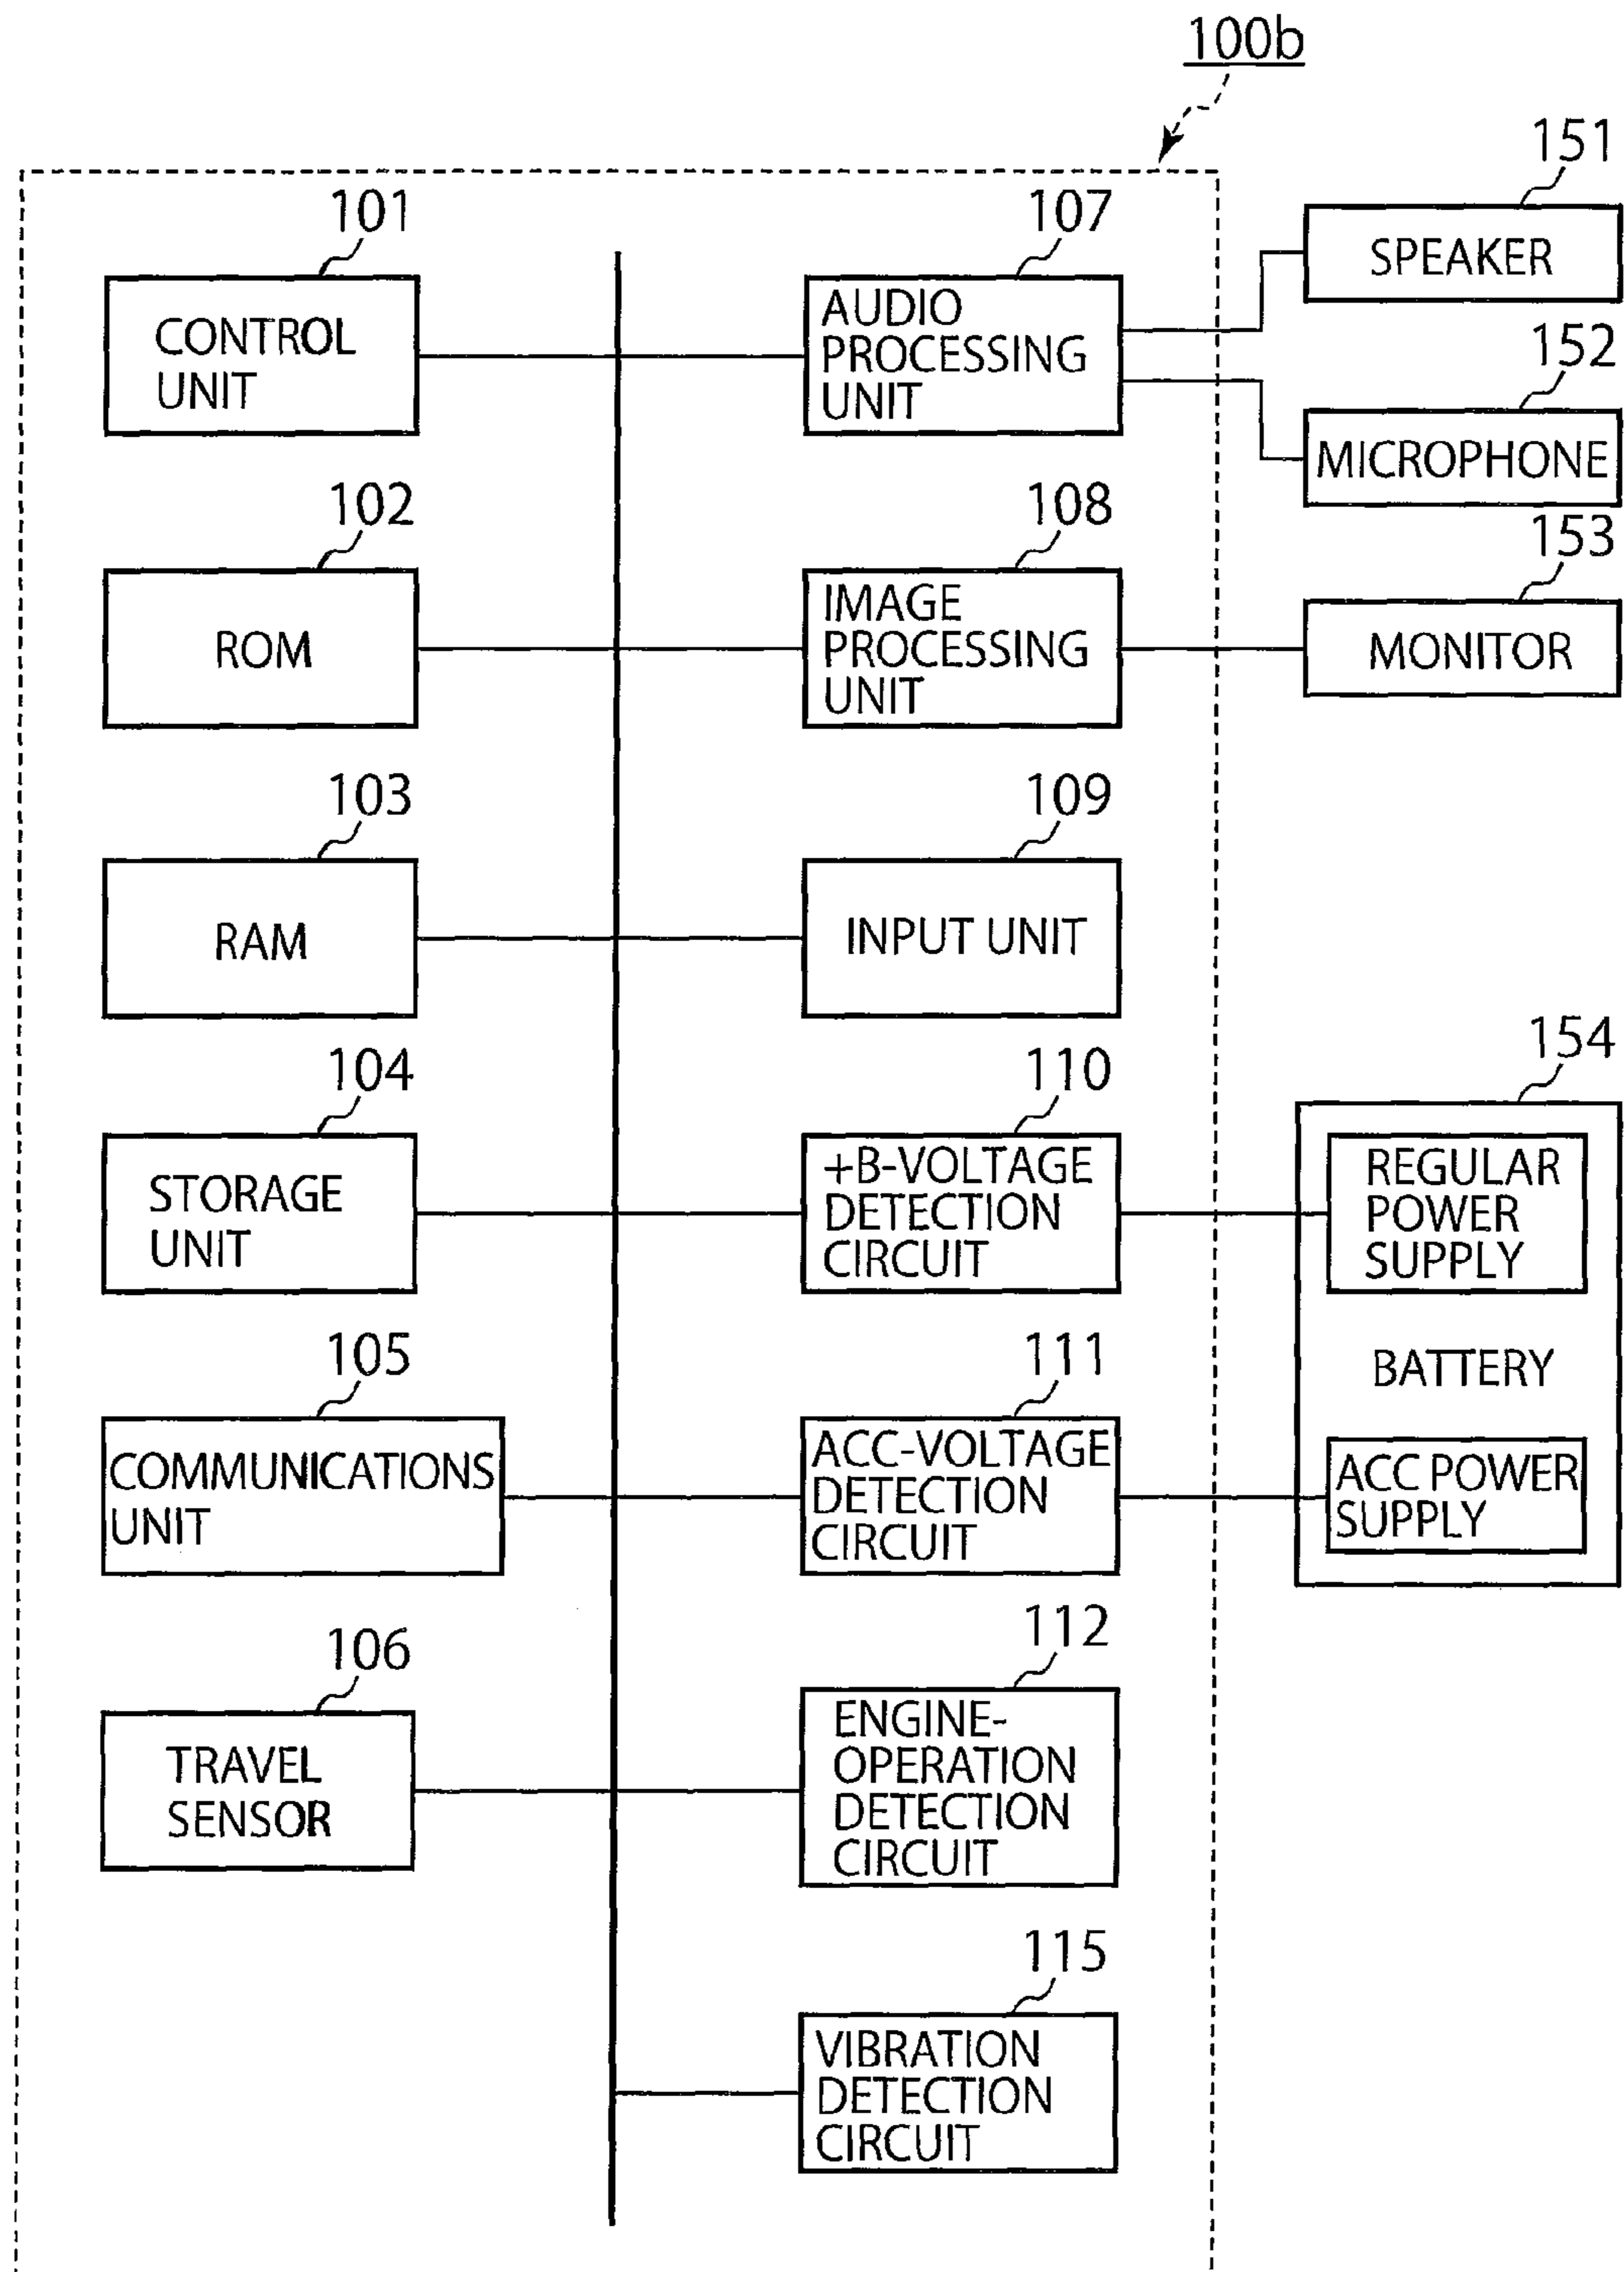 100b
151
101
107
SPEAKER
CONTROL
UNIT
AUDIO
PROCESSING
UNIT
152
MICROPHONE
102
108
153
ROM
IMAGE
PROCESSING
UNIT
MONITOR
103
109
RAM
INPUT UNIT
154
104
110
STORAGE
UNIT
+B-VOLTAGE
DETECTION
CIRCUIT
REGULAR
POWER
SUPPLY
BATTERY
105
111
COMMUNICATIONS
UNIT
ACC-VOLTAGE
DETECTION
CIRCUIT
ACC POWER
SUPPLY
106
112
TRAVEL
SENSOR
ENGINE-
OPERATION
DETECTION
CIRCUIT
115
VIBRATION
DETECTION
CIRCUIT